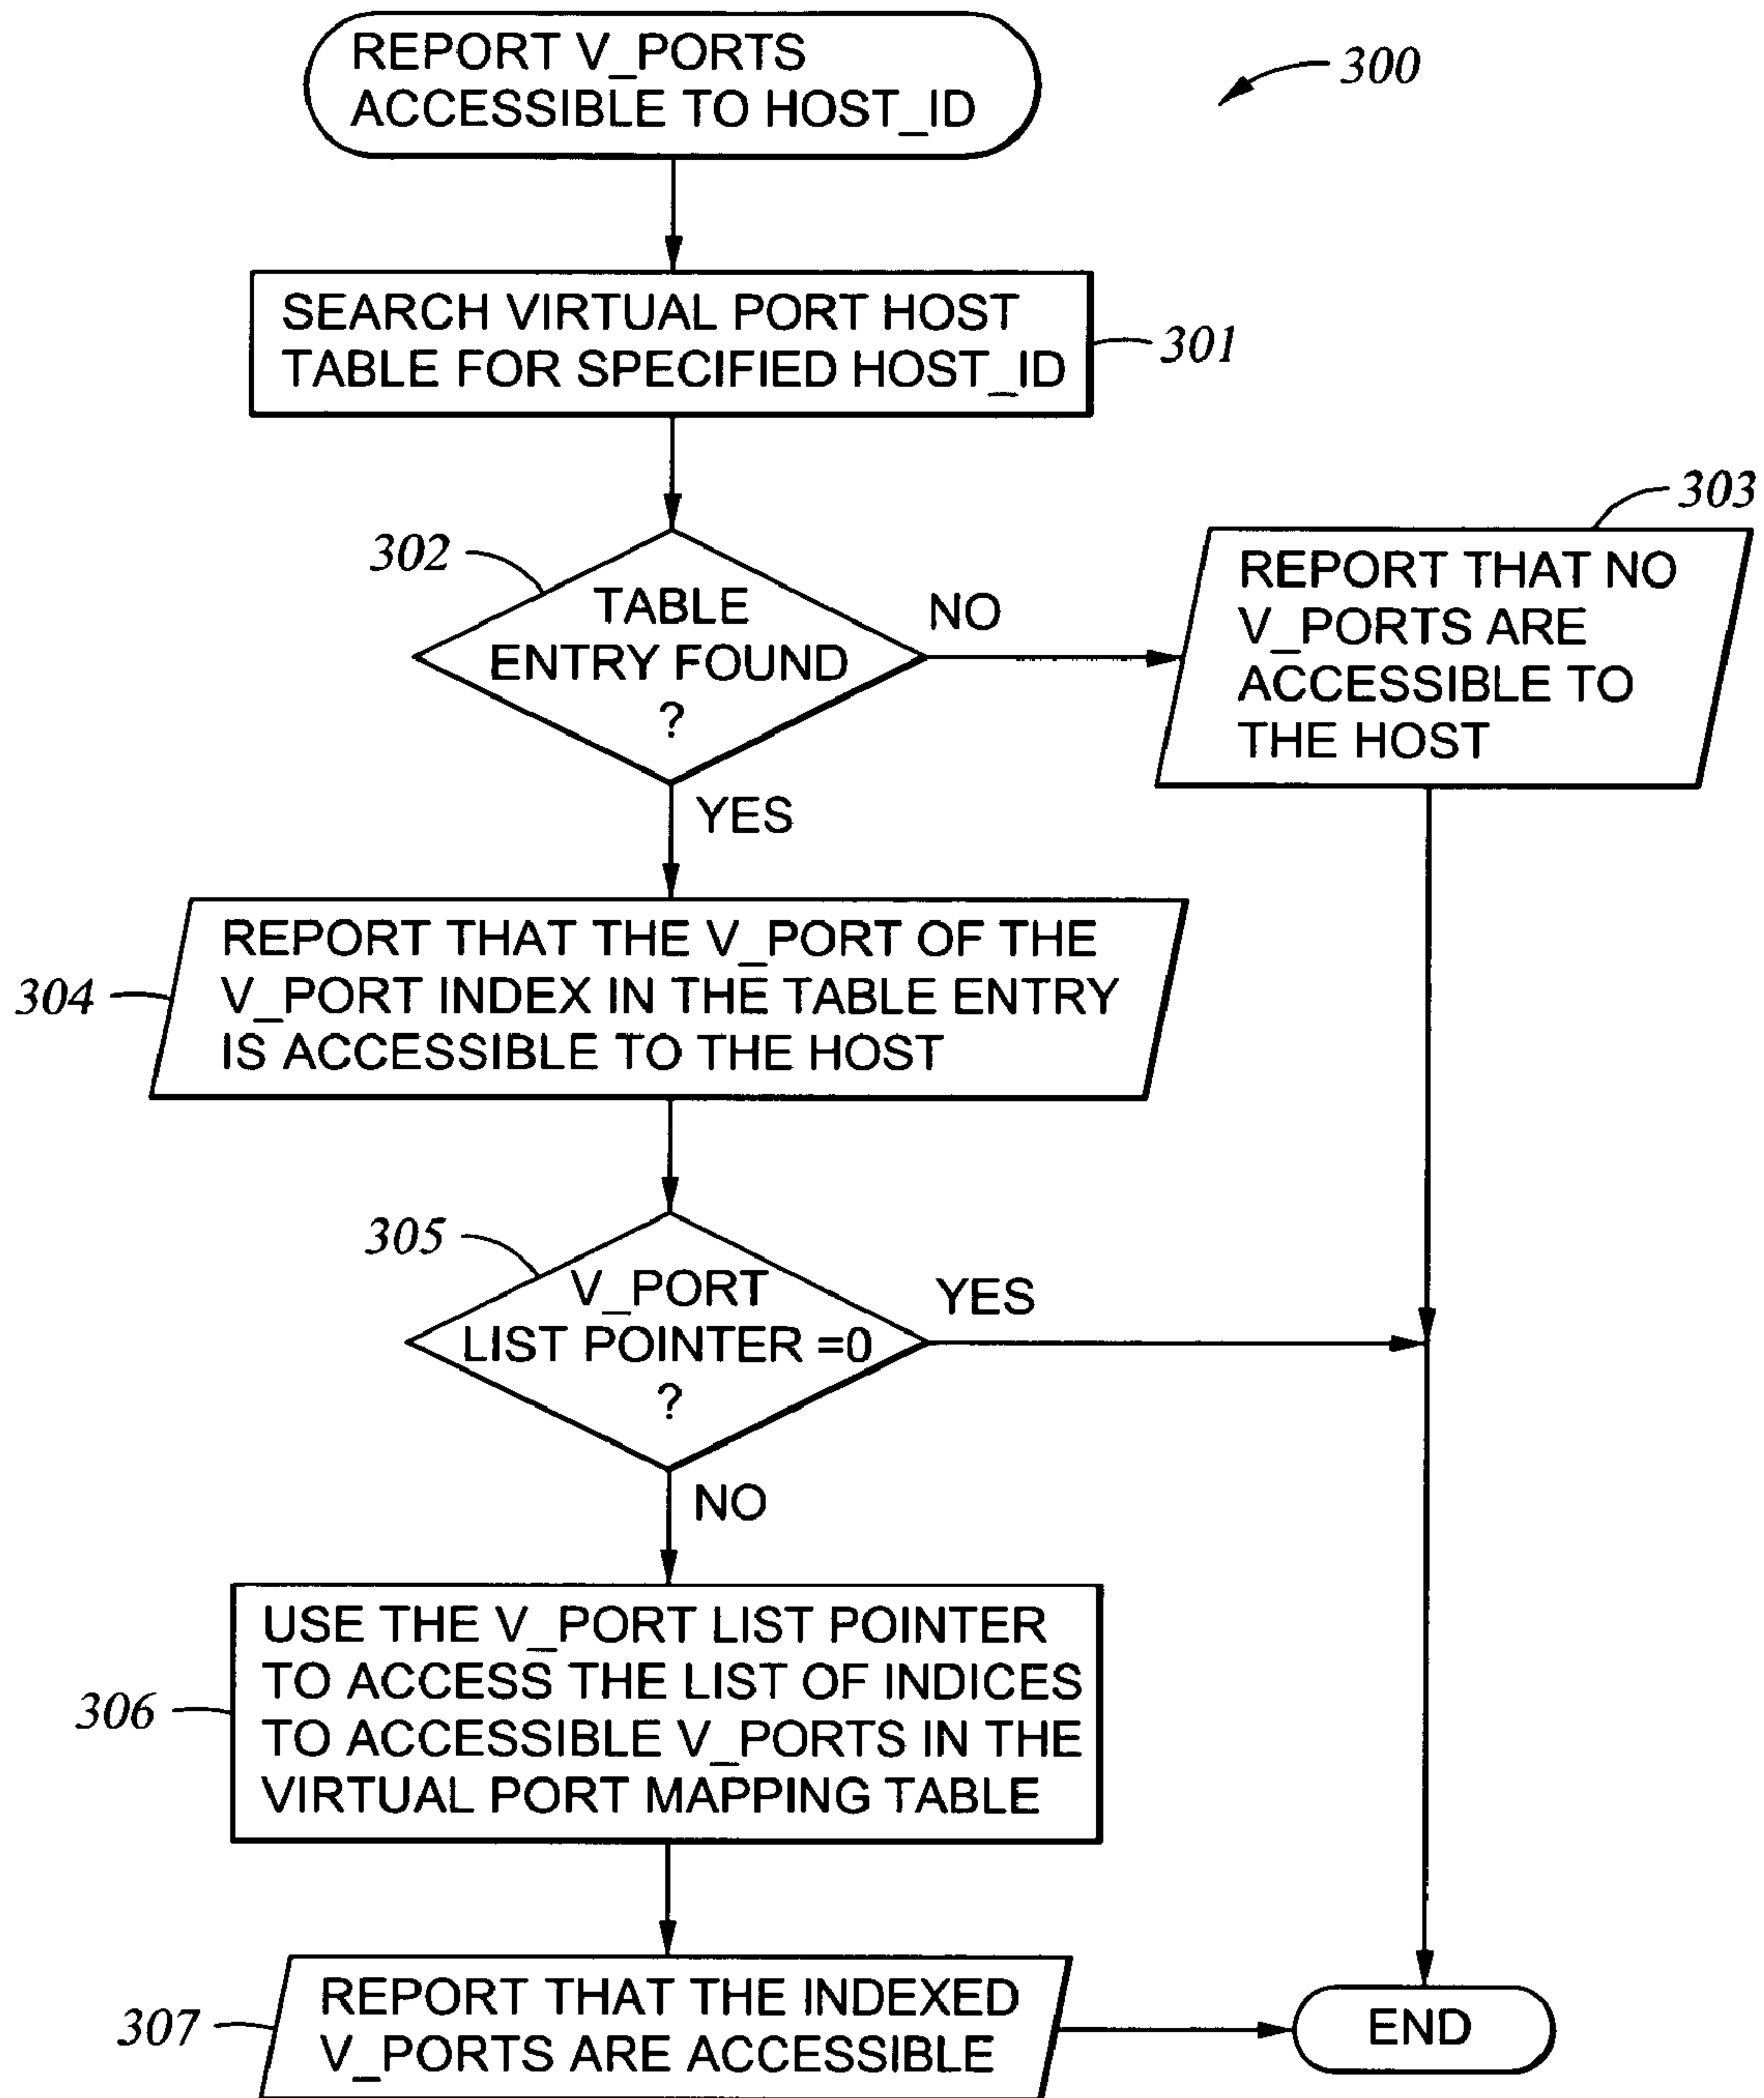 REPORT V_PORTS
ACCESSIBLE TO HOST_ID
300
SEARCH VIRTUAL PORT HOST
TABLE FOR SPECIFIED HOST_ID
301
302
TABLE
ENTRY FOUND
?
NO
YES
303
REPORT THAT NO
V_PORTS ARE
ACCESSIBLE TO
THE HOST
304
REPORT THAT THE V_PORT OF THE
V_PORT INDEX IN THE TABLE ENTRY
IS ACCESSIBLE TO THE HOST
305
V_PORT
LIST POINTER =0
?
YES
NO
306
USE THE V_PORT LIST POINTER
TO ACCESS THE LIST OF INDICES
TO ACCESSIBLE V_PORTS IN THE
VIRTUAL PORT MAPPING TABLE
307
REPORT THAT THE INDEXED
V_PORTS ARE ACCESSIBLE
END